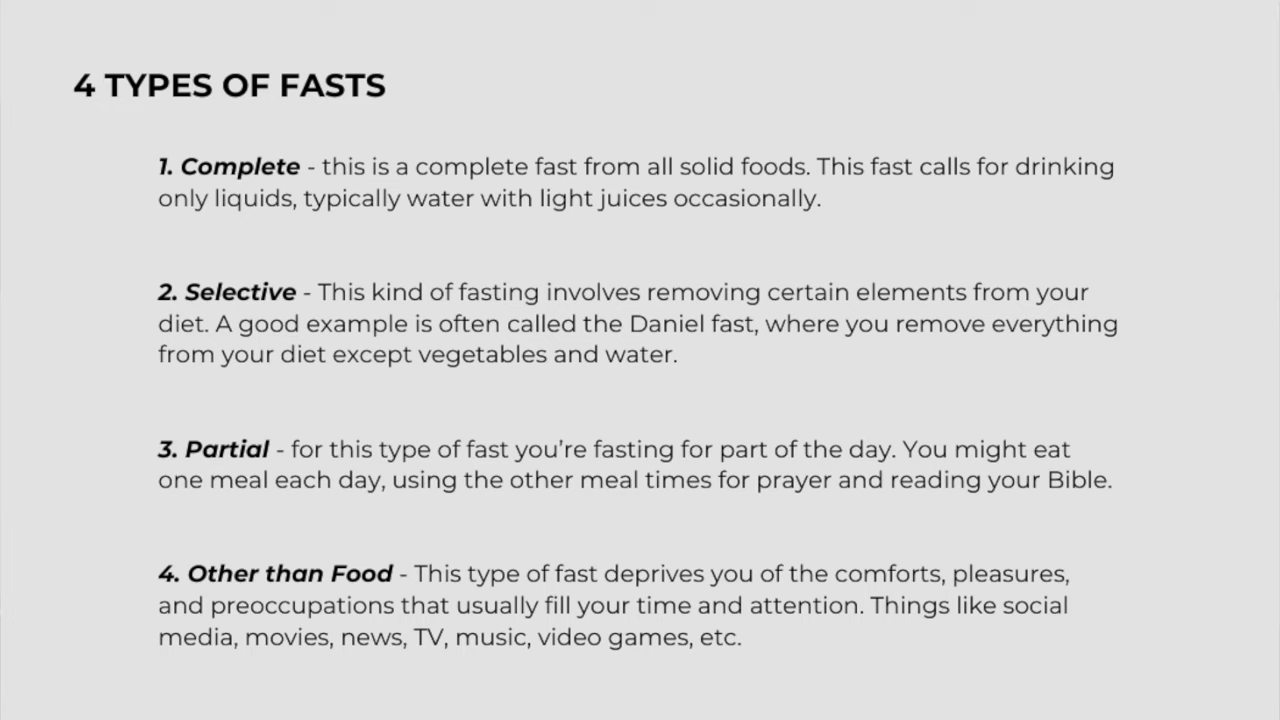 4 TYPES OF FASTS
1. Complete - this is a complete fast from all solid foods. This fast calls for drinking
only liquids, typically water with light juices occasionally.
2. Selective - This kind of fasting involves removing certain elements from your
diet. A good example is often called the Daniel fast, where you remove everything
from your diet except vegetables and water.
3. Partial - for this type of fast you’re fasting for part of the day. You might eat
one meal each day, using the other meal times for prayer and reading your Bible.
4. Other than Food - This type of fast deprives you of the comforts, pleasures,
and preoccupations that usually fill your time and attention. Things like social
media, movies, news, TV, music, video games, etc.